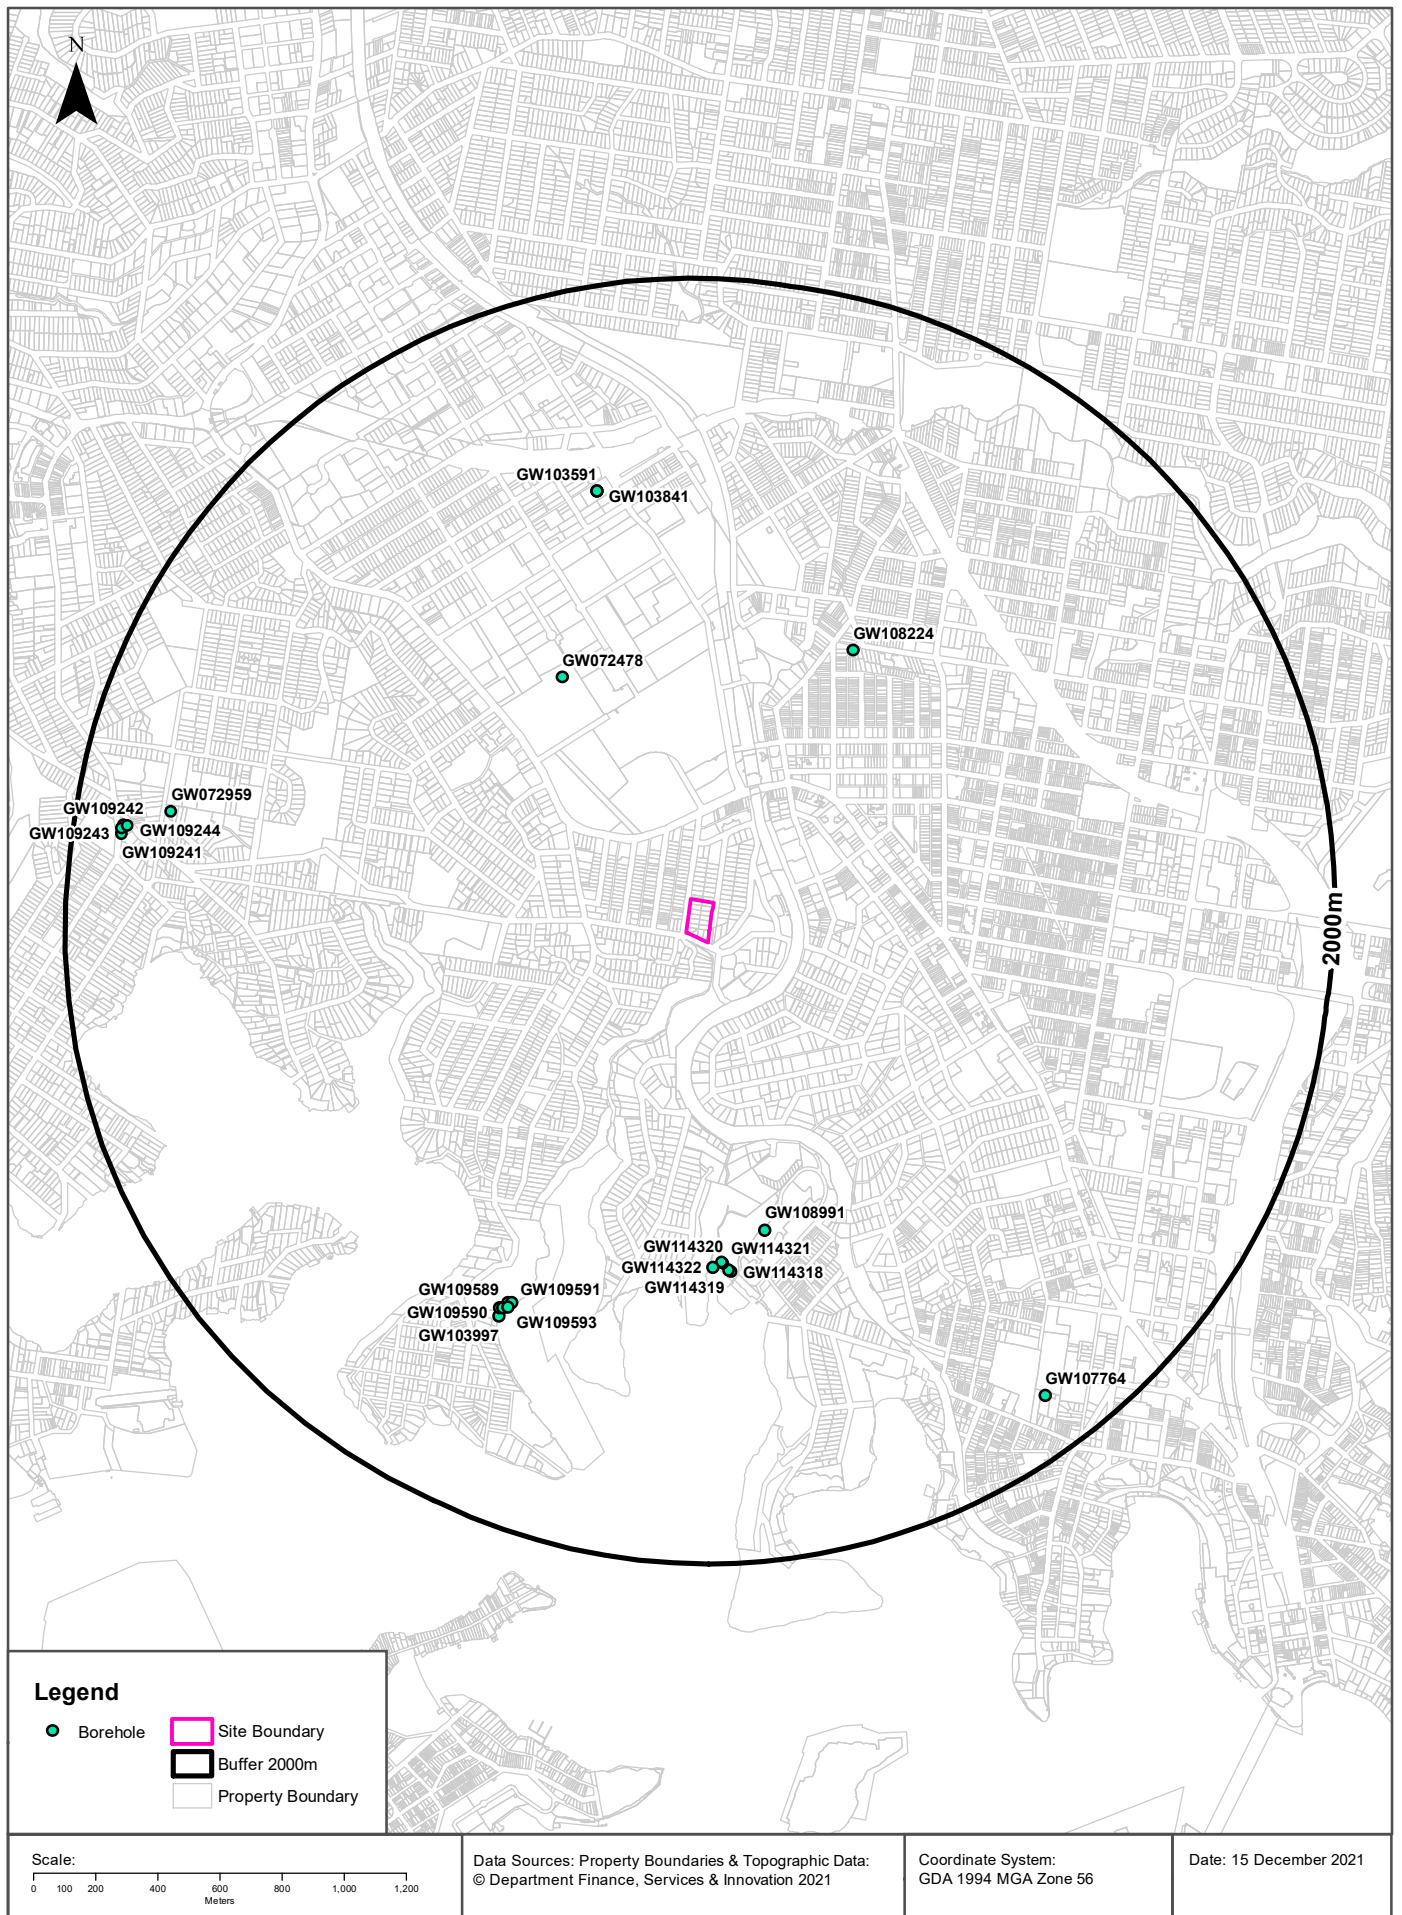 N
GW103591
GW103841
GW108224
GW072478
GW072959
GW109242
GW109244
GW109243
GW109241
2000m
GW108991
GW114320 GW114321
GW114322 GW114318
GW114319
GW109589 GW109591
GW109590 GW109593
GW103997
GW107764
Legend
Borehole
Site Boundary
Buffer 2000m
Property Boundary
Scale:
0 100 200 400 600 800 1,000 1,200
Meters
Data Sources: Property Boundaries & Topographic Data:
© Department Finance, Services & Innovation 2021
Coordinate System:
GDA 1994 MGA Zone 56
Date: 15 December 2021